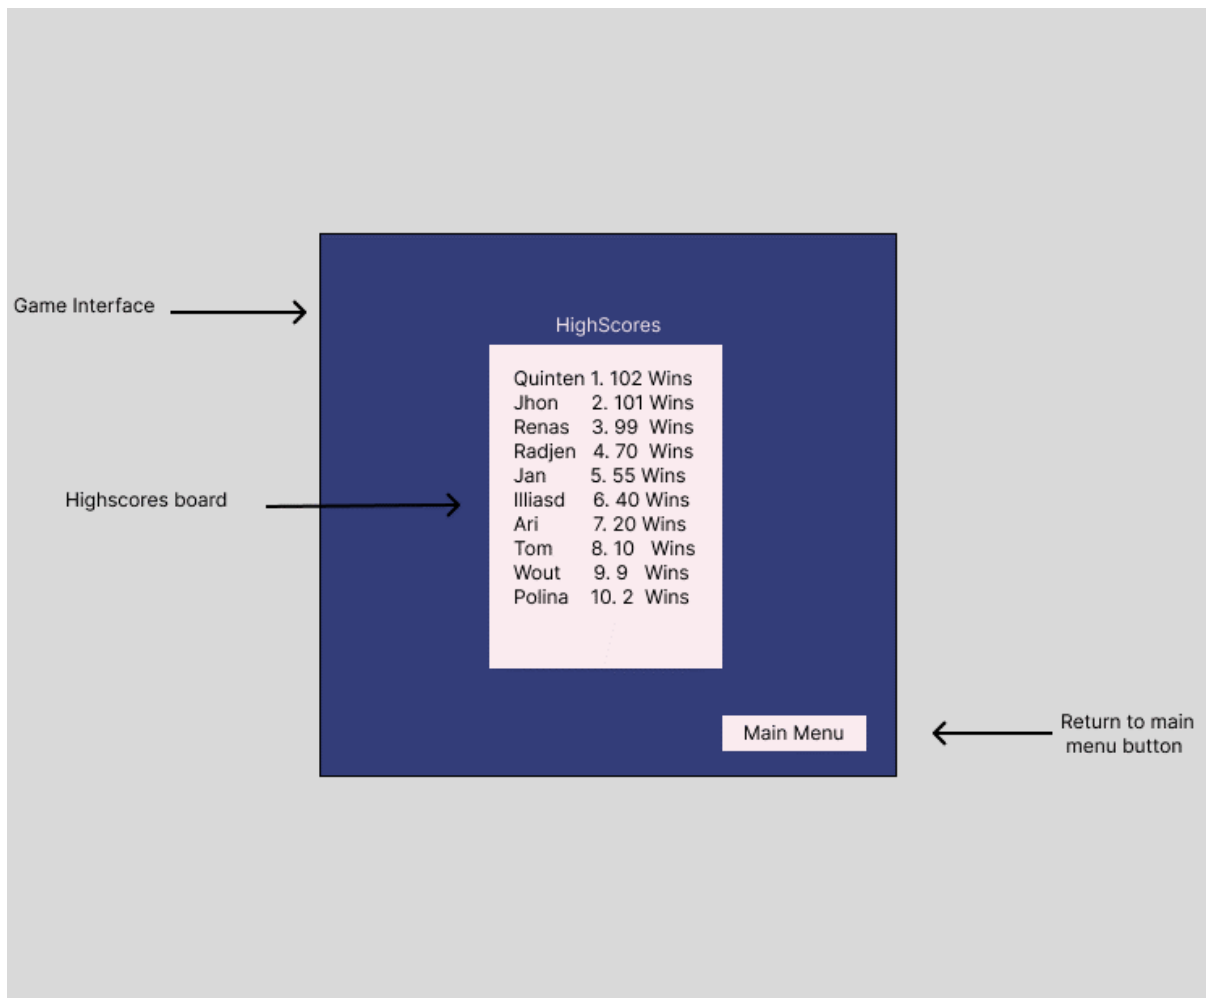 Game Interface
HighScores
Quinten 1. 102 Wins
Jhon 2. 101 Wins
Renas 3. 99 Wins
Radjen 4. 70 Wins
Jan 5. 55 Wins
Illiasd 6. 40 Wins
Ari 7. 20 Wins
Tom 8. 10 Wins
Wout 9. 9 Wins
Polina 10. 2 Wins
Highscores board
Main Menu
Return to main
menu button